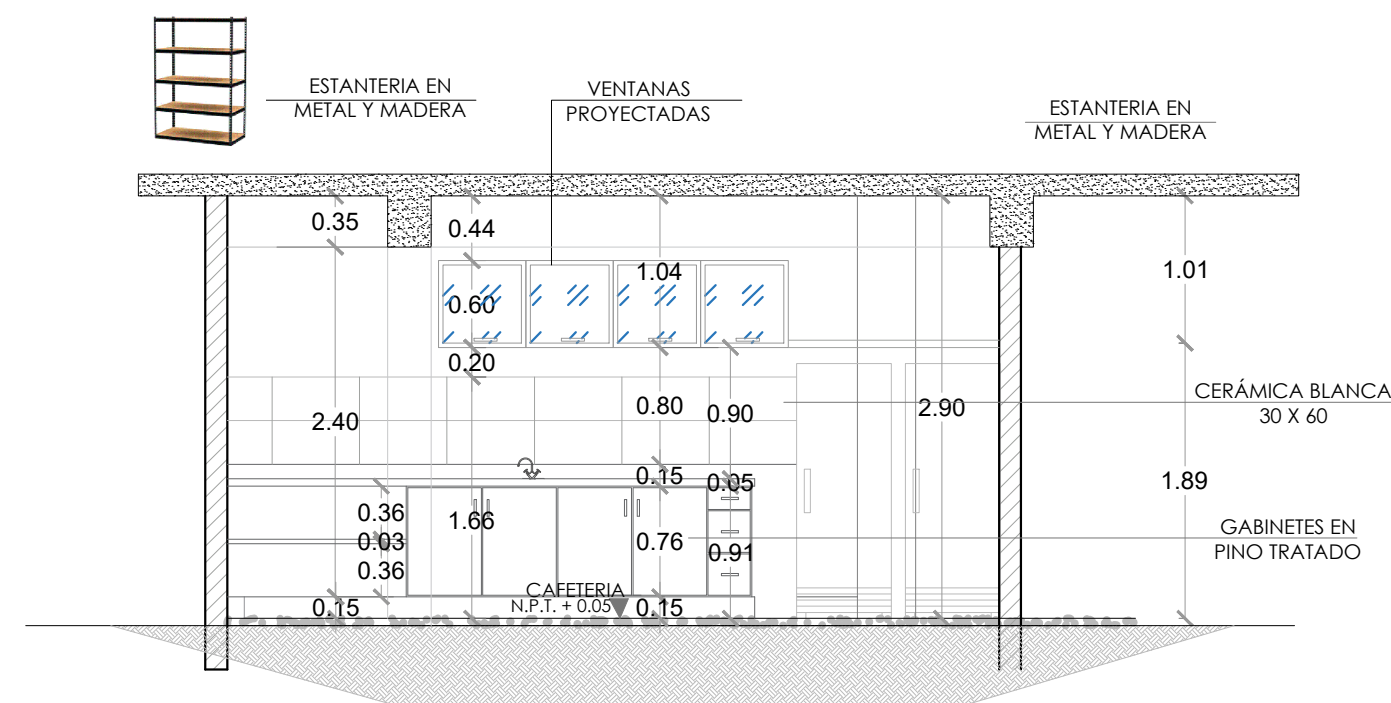 ESTANTERIA EN
METAL Y MADERA
VENTANAS
PROYECTADAS
ESTANTERIA EN
METAL Y MADERA
0.35
0.44
1.04
1.01
0.60
0.20
2.40
0.80
0.90
2.90
CERÁMICA BLANCA
30 X 60
0.15
0.05
1.89
0.36
1.66
0.03
0.76
0.91
GABINETES EN
PINO TRATADO
0.36
CAFETERIA
N.P.T. + 0.05
0.15
0.15